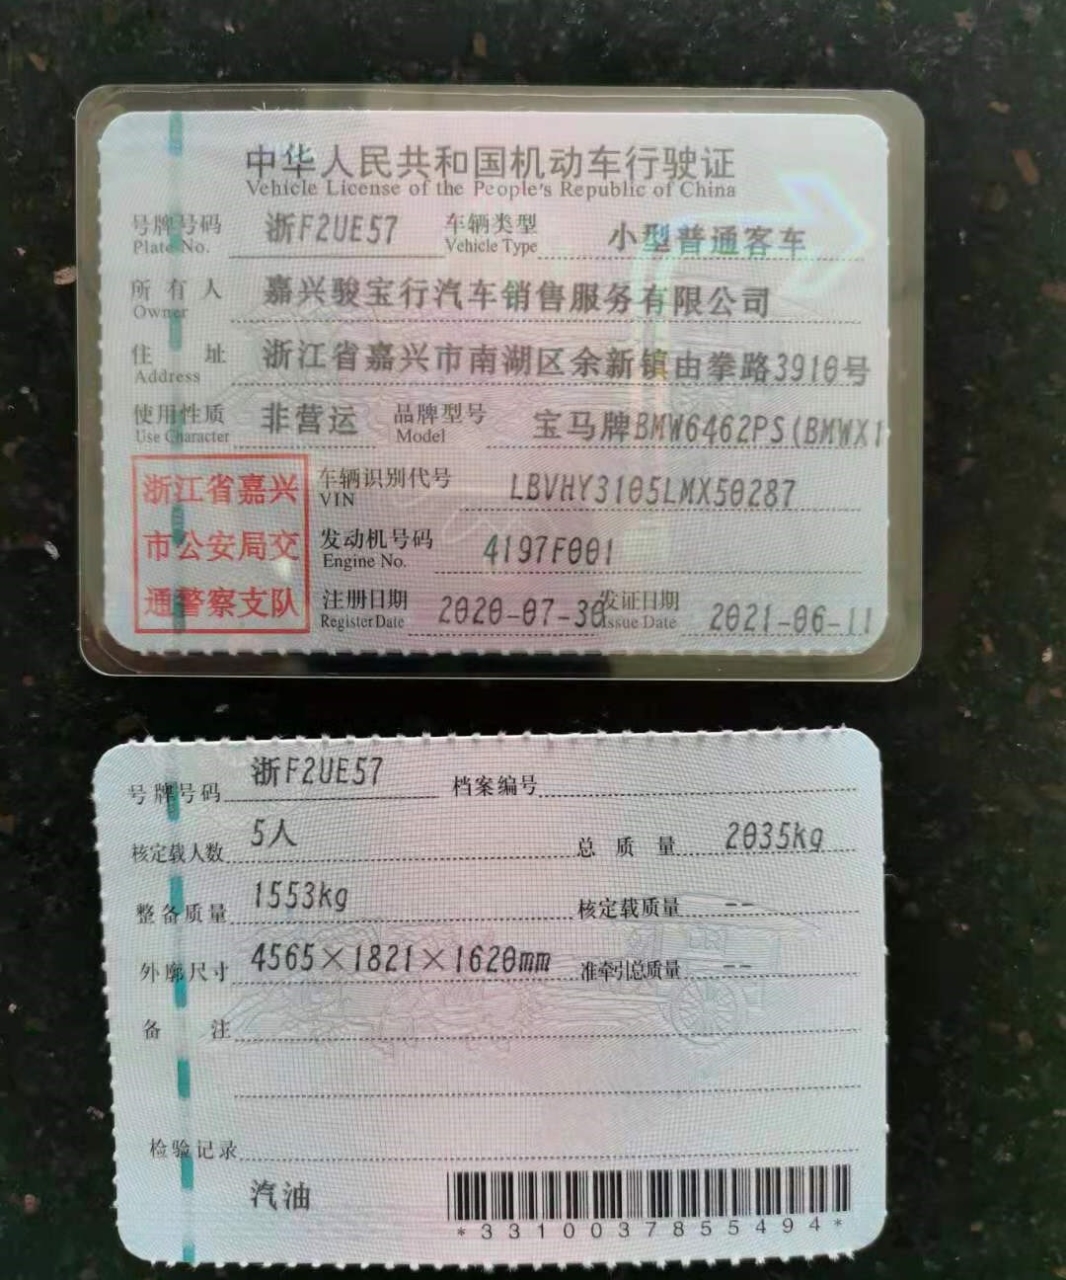 中华人民共和国机动车行驶证
Vehicle License of the People's Republic of China
号牌号码 浙F2UE57 车辆类型 小型普通客车
Plate No. Vehicle Type
所有人 嘉兴骏宝行汽车销售服务有限公司
Owner
住址 浙江省嘉兴市南湖区余新镇由拳路3910号
Address
使用性质 非营运 品牌型号 宝马牌BMW6462PS(BMWX1
Use Character Model
浙江省嘉兴
市公安局交
通警察支队
车辆识别代号 LBVHY3105LMX50287
VIN
发动机号码 4197F001
Engine No.
注册日期 2020-07-30 发证日期 2021-06-11
Register Date Issue Date
号牌号码 浙F2UE57 档案编号
核定载人数 5人 总质量 2035kg
整备质量 1553kg 核定载质量 --
外廓尺寸 4565×1821×1620mm 准牵引总质量 --
备注
检验记录
汽油
*3310037855494*